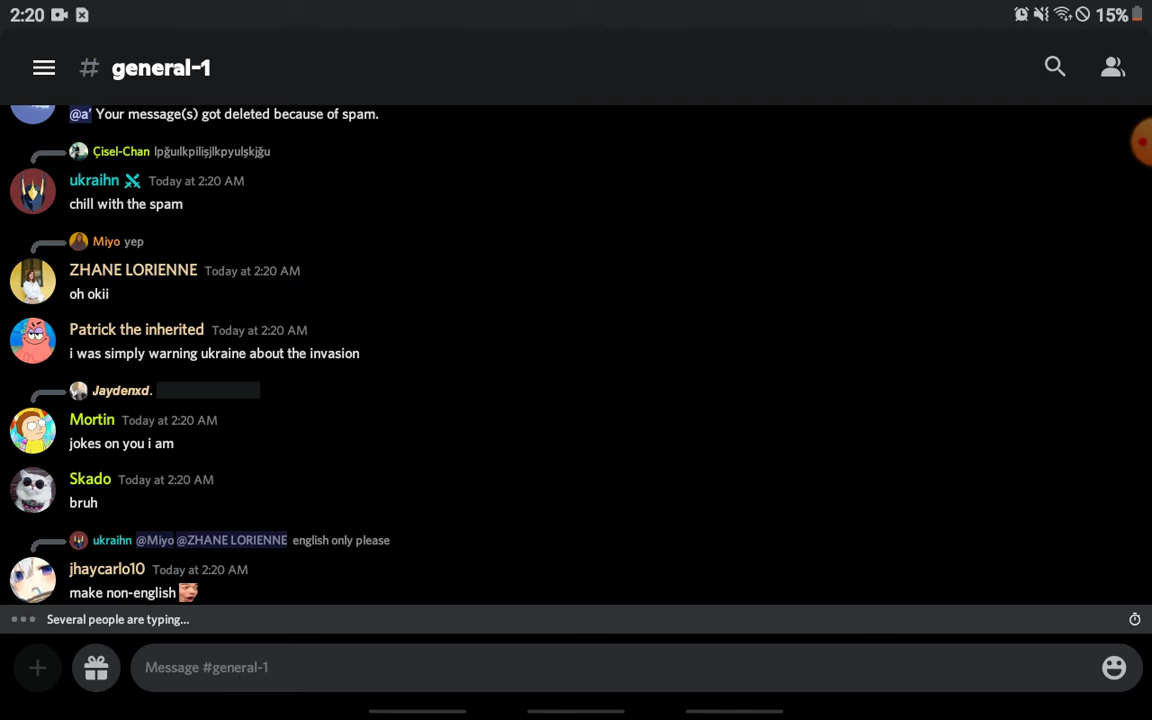 2:20
15%
# general-1
@a' Your message(s) got deleted because of spam.
Çisel-Chan lpğuılkpilişjlkpyulşkjğu
ukraihn Today at 2:20 AM
chill with the spam
Miyo yep
ZHANE LORIENNE Today at 2:20 AM
oh okii
Patrick the inherited Today at 2:20 AM
i was simply warning ukraine about the invasion
Jaydenxd.
Mortin Today at 2:20 AM
jokes on you i am
Skado Today at 2:20 AM
bruh
ukraihn @Miyo @ZHANE LORIENNE english only please
jhaycarlo10 Today at 2:20 AM
make non-english
Several people are typing...
Message #general-1